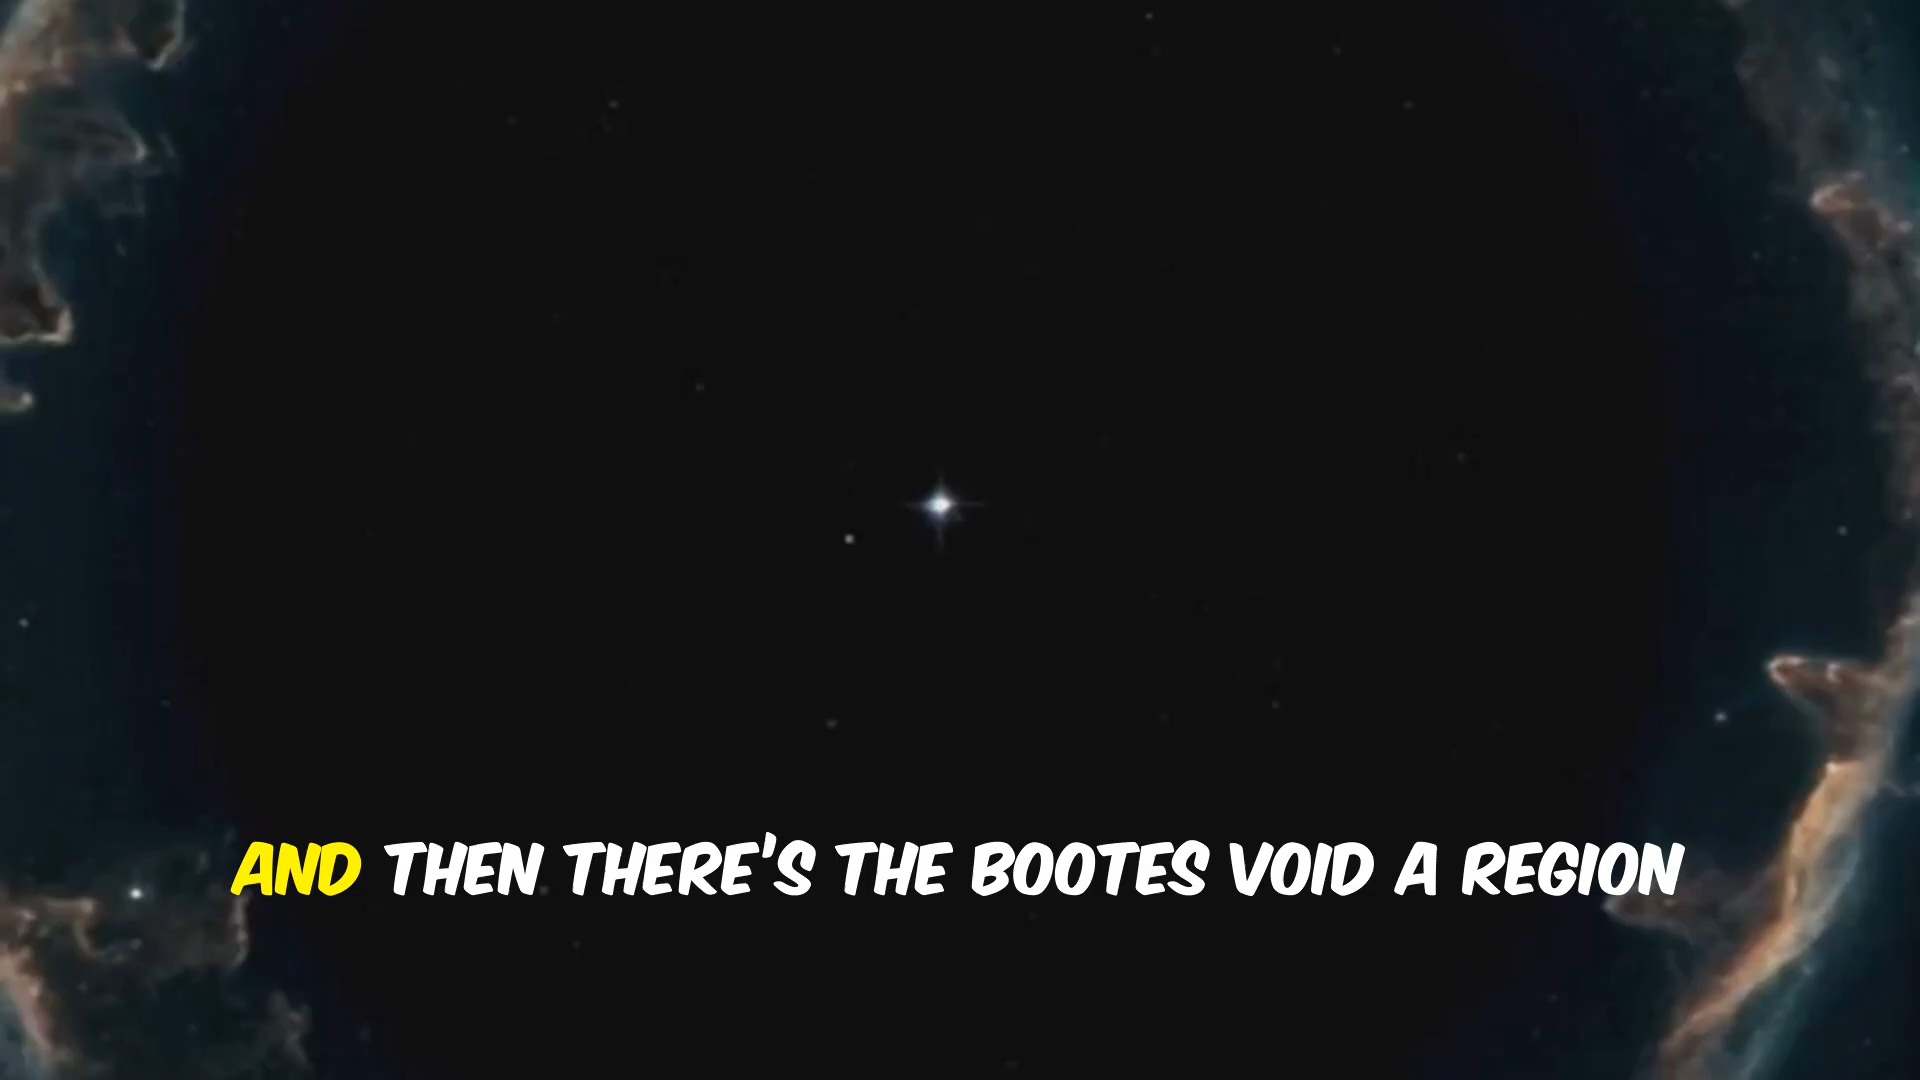 AND THEN THERE'S THE BOOTES VOID A REGION